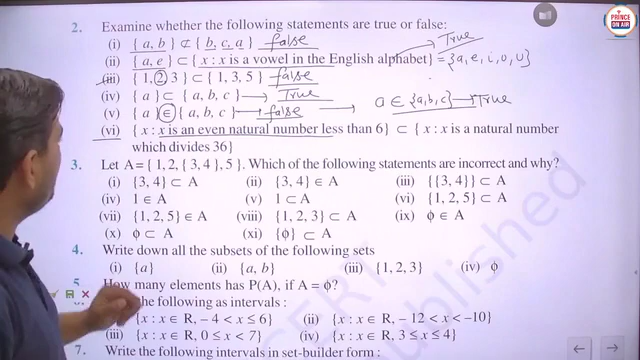 PRINCE
ON AIR
2. Examine whether the following statements are true or false:
(i) { a, b } ⊄ { b, c, a } false
True
(ii) { a, e } ⊂ { x : x is a vowel in the English alphabet} = {a, e, i, o, u}
(iii) { 1, 2, 3 } ⊂ { 1, 3, 5 } false
(iv) { a } ⊂ { a, b, c } → True
a ∈ {a,b,c} → True
(v) { a } ∈ { a, b, c } → false →
(vi) { x : x is an even natural number less than 6} ⊂ { x : x is a natural number
which divides 36}
3. Let A = { 1, 2, { 3, 4 }, 5 }. Which of the following statements are incorrect and why?
(i) {3, 4} ⊂ A (ii) {3, 4} ∈ A (iii) {{3, 4}} ⊂ A
(iv) 1 ∈ A (v) 1 ⊂ A (vi) {1, 2, 5} ⊂ A
(vii) {1, 2, 5} ∈ A (viii) {1, 2, 3} ⊂ A (ix) ϕ ∈ A
(x) ϕ ⊂ A (xi) {ϕ} ⊂ A
4. Write down all the subsets of the following sets
(i) {a} (ii) {a, b} (iii) {1, 2, 3} (iv) ϕ
5. How many elements has P(A), if A = ϕ?
the following as intervals :
{x : x ∈ R, – 4 < x ≤ 6} (ii) {x : x ∈ R, – 12 < x < –10}
(iii) {x : x ∈ R, 0 ≤ x < 7} (iv) {x : x ∈ R, 3 ≤ x ≤ 4}
7. Write the following intervals in set-builder form :